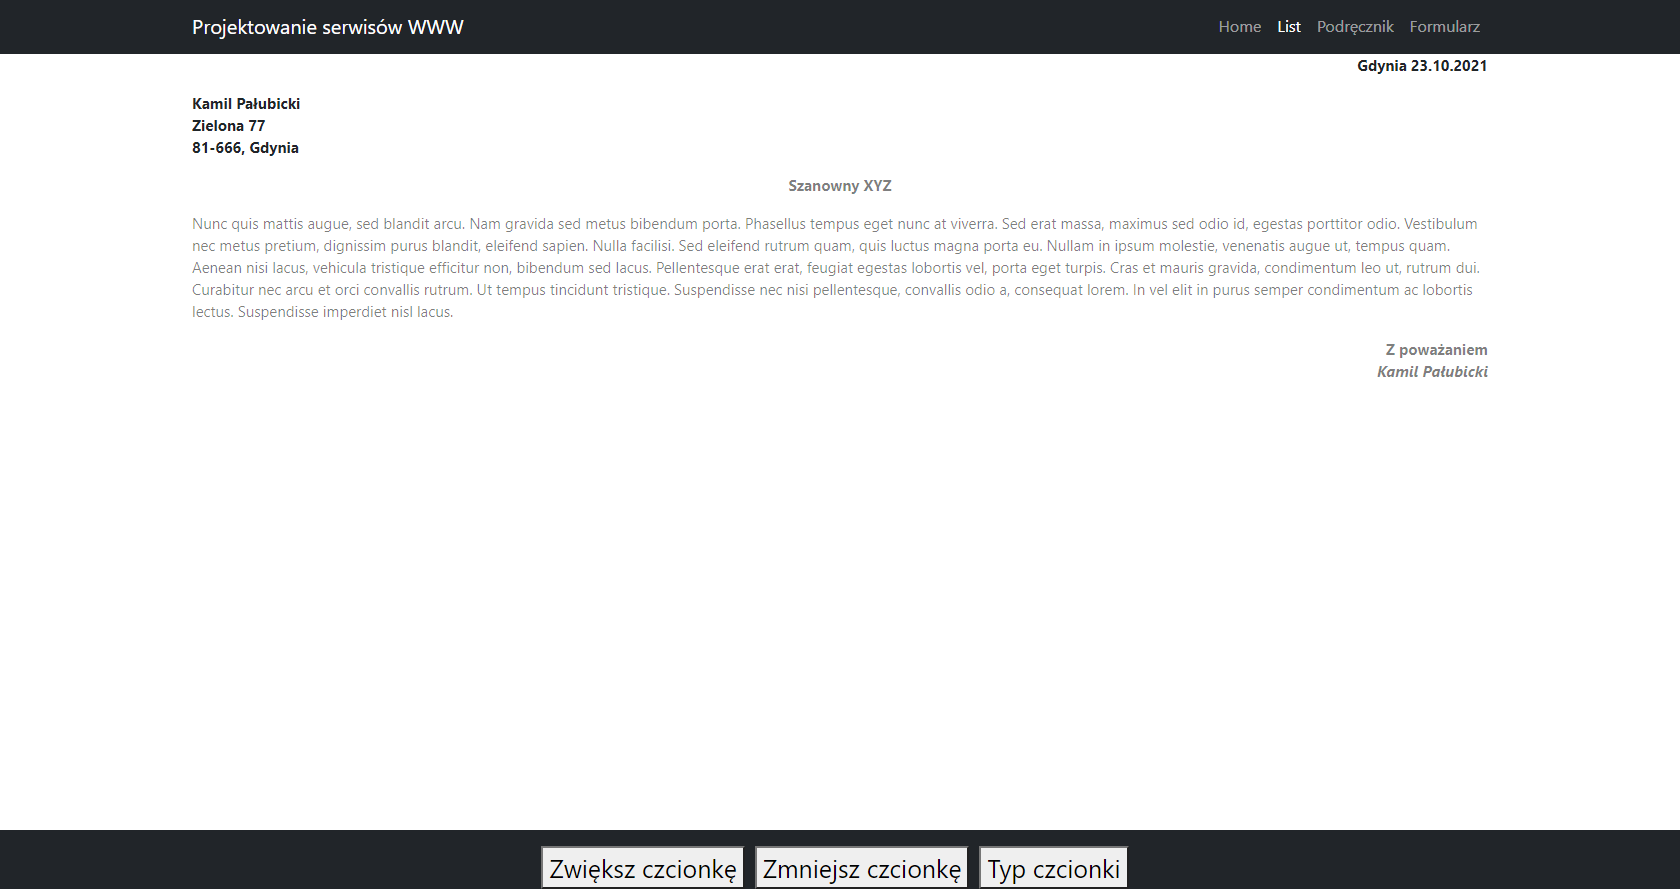 Projektowanie serwisów WWW
Home List Podręcznik Formularz
Gdynia 23.10.2021
Kamil Pałubicki
Zielona 77
81-666, Gdynia
Szanowny XYZ
Nunc quis mattis augue, sed blandit arcu. Nam gravida sed metus bibendum porta. Phasellus tempus eget nunc at viverra. Sed erat massa, maximus sed odio id, egestas porttitor odio. Vestibulum
nec metus pretium, dignissim purus blandit, eleifend sapien. Nulla facilisi. Sed eleifend rutrum quam, quis luctus magna porta eu. Nullam in ipsum molestie, venenatis augue ut, tempus quam.
Aenean nisi lacus, vehicula tristique efficitur non, bibendum sed lacus. Pellentesque erat erat, feugiat egestas lobortis vel, porta eget turpis. Cras et mauris gravida, condimentum leo ut, rutrum dui.
Curabitur nec arcu et orci convallis rutrum. Ut tempus tincidunt tristique. Suspendisse nec nisi pellentesque, convallis odio a, consequat lorem. In vel elit in purus semper condimentum ac lobortis
lectus. Suspendisse imperdiet nisl lacus.
Z poważaniem
Kamil Pałubicki
Zwiększ czcionkę Zmniejsz czcionkę Typ czcionki